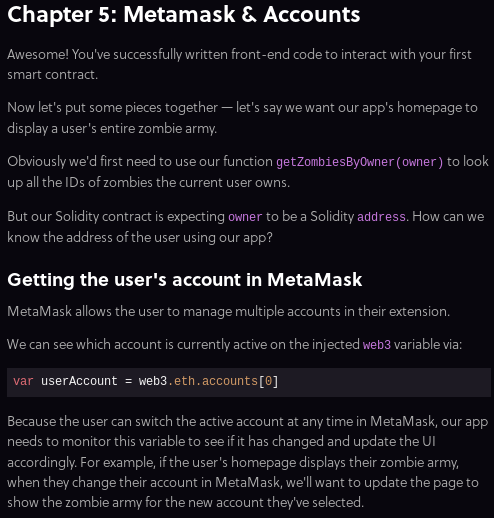 Chapter 5: Metamask & Accounts
Awesome! You've successfully written front-end code to interact with your first
smart contract.
Now let's put some pieces together — let's say we want our app's homepage to
display a user's entire zombie army.
Obviously we'd first need to use our function getZombiesByOwner(owner) to look
up all the IDs of zombies the current user owns.
But our Solidity contract is expecting owner to be a Solidity address. How can we
know the address of the user using our app?
Getting the user's account in MetaMask
MetaMask allows the user to manage multiple accounts in their extension.
We can see which account is currently active on the injected web3 variable via:
var userAccount = web3.eth.accounts[0]
Because the user can switch the active account at any time in MetaMask, our app
needs to monitor this variable to see if it has changed and update the UI
accordingly. For example, if the user's homepage displays their zombie army,
when they change their account in MetaMask, we'll want to update the page to
show the zombie army for the new account they've selected.